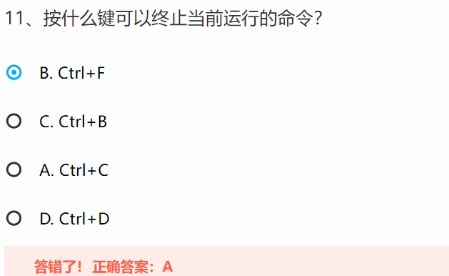 11、按什么键可以终止当前运行的命令？
B. Ctrl+F
C. Ctrl+B
A. Ctrl+C
D. Ctrl+D
答错了！正确答案：A